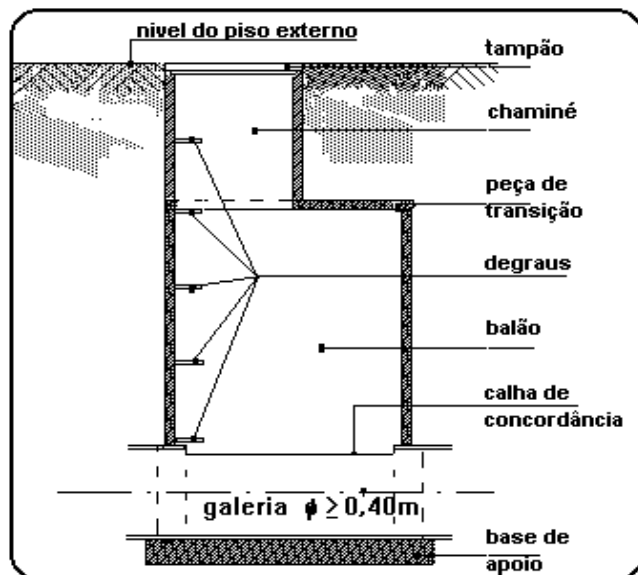 nivel do piso externo
tampão
chaminé
peça de
transição
degraus
balão
calha de
concordância
galeria ϕ ≥ 0,40m
base de
apoio